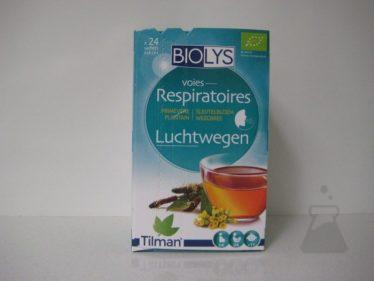 x 24
BIOLYS
voies
Respiratoires
PRIMEVÈRE SLEUTELBLOEM
PLANTAIN WEEGBREE
Luchtwegen
Tilman